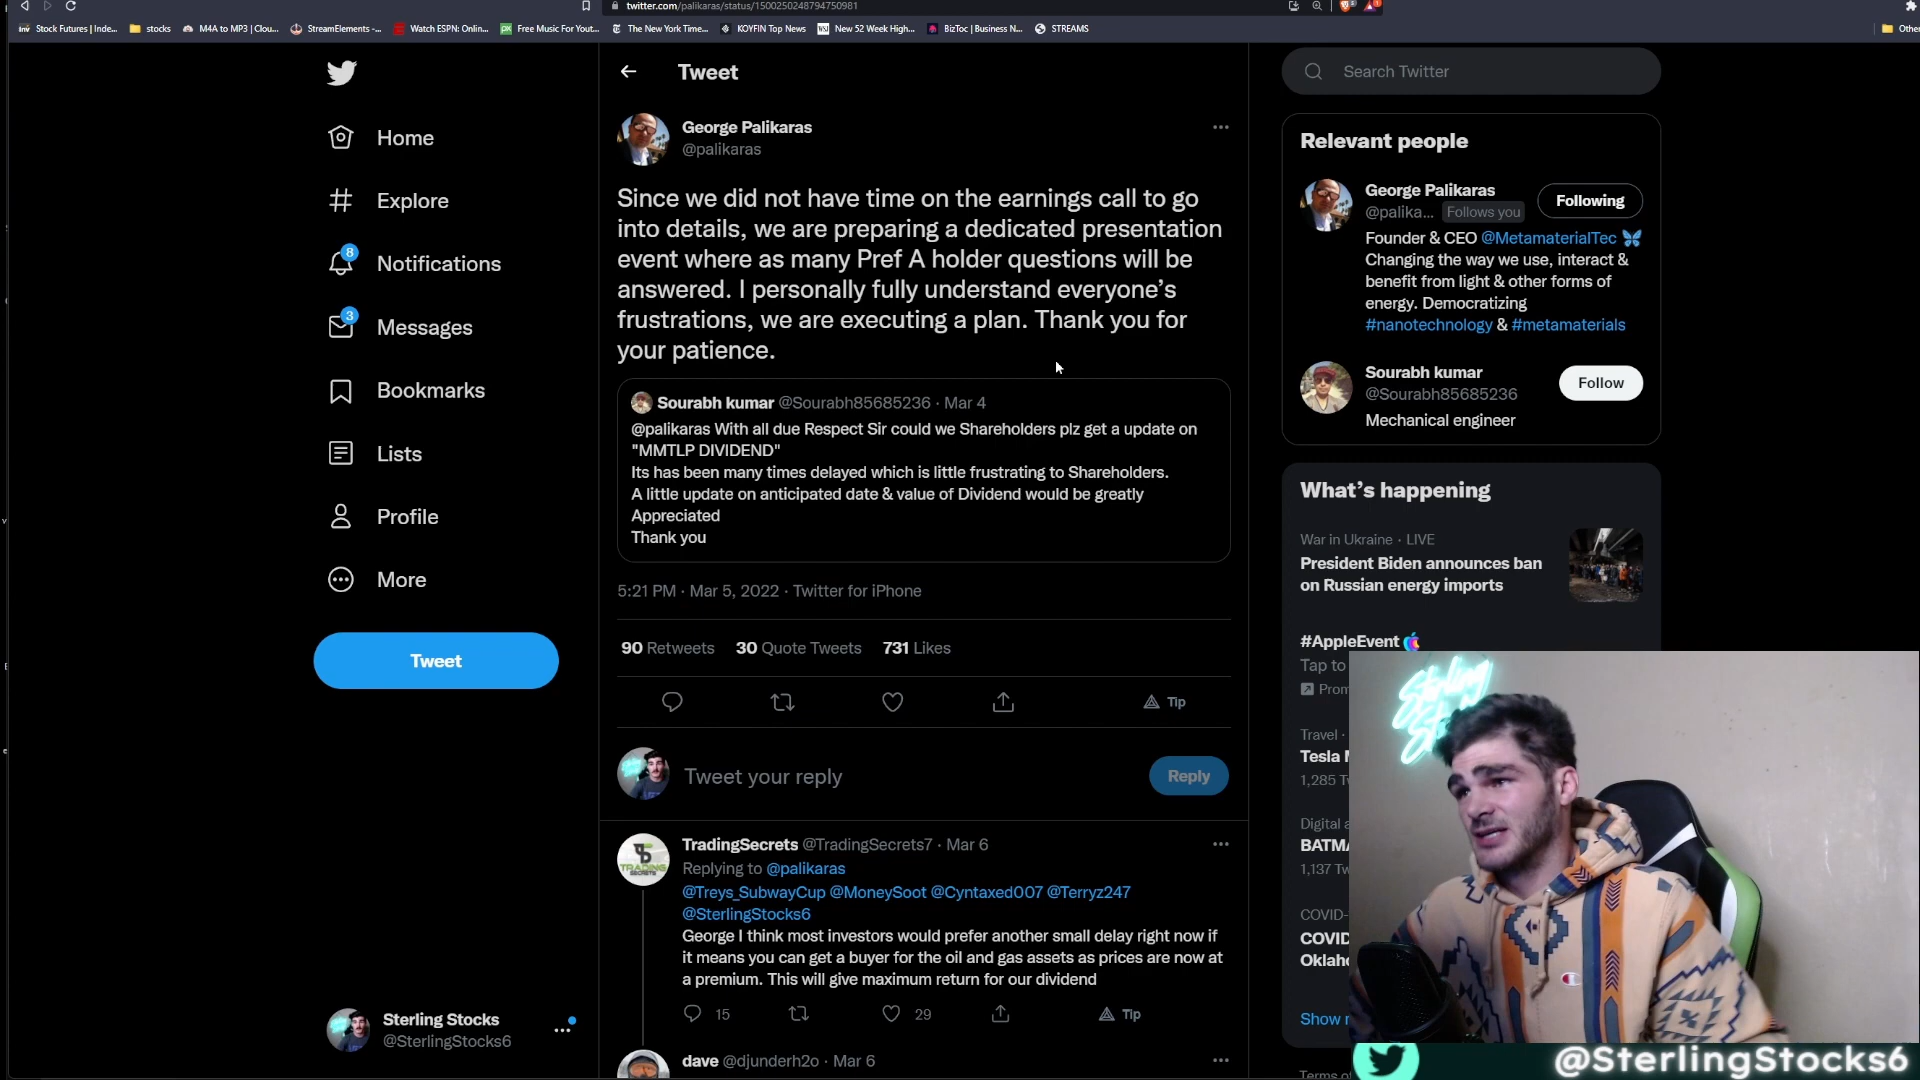 twitter.com/palikaras/status/1500250248794750981
Stock Futures | Inde...
stocks
M4A to MP3 | Clou...
StreamElements -...
Watch ESPN: Onlin...
Free Music For Yout...
The New York Time...
KOYFIN Top News
New 52 Week High...
BizToc | Business N...
STREAMS
Other
Home
Explore
8
Notifications
3
Messages
Bookmarks
Lists
Profile
More
Tweet
Sterling Stocks
@SterlingStocks6
Tweet
George Palikaras
@palikaras
Since we did not have time on the earnings call to go
into details, we are preparing a dedicated presentation
event where as many Pref A holder questions will be
answered. I personally fully understand everyone's
frustrations, we are executing a plan. Thank you for
your patience.
Sourabh kumar @Sourabh85685236 · Mar 4
@palikaras With all due Respect Sir could we Shareholders plz get a update on
"MMTLP DIVIDEND"
Its has been many times delayed which is little frustrating to Shareholders.
A little update on anticipated date & value of Dividend would be greatly
Appreciated
Thank you
5:21 PM · Mar 5, 2022 · Twitter for iPhone
90 Retweets 30 Quote Tweets 731 Likes
Tip
Tweet your reply
Reply
TradingSecrets @TradingSecrets7 · Mar 6
Replying to @palikaras
@Treys_SubwayCup @MoneySoot @Cyntaxed007 @Terryz247
@SterlingStocks6
George I think most investors would prefer another small delay right now if
it means you can get a buyer for the oil and gas assets as prices are now at
a premium. This will give maximum return for our dividend
15
29
Tip
dave @djunderh2o · Mar 6
Search Twitter
Relevant people
George Palikaras
Following
@palika... Follows you
Founder & CEO @MetamaterialTec
Changing the way we use, interact &
benefit from light & other forms of
energy. Democratizing
#nanotechnology & #metamaterials
Sourabh kumar
Follow
@Sourabh85685236
Mechanical engineer
What's happening
War in Ukraine · LIVE
President Biden announces ban
on Russian energy imports
#AppleEvent
Tap to
Prom
Travel ·
Tesla
1,285 Tw
Digital a
BATMA
1,137 Tw
COVID-
COVID
Oklaho
Show
Terms of
Sterling
@SterlingStocks6